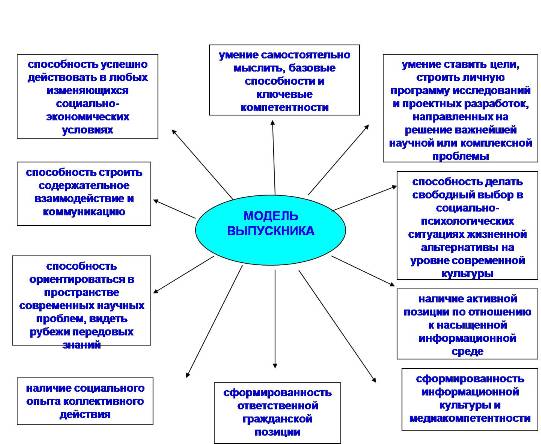 способность успешно
действовать в любых
изменяющихся
социально-
экономических
условиях
умение самостоятельно
мыслить, базовые
способности и
ключевые
компетентности
умение ставить цели,
строить личную
программу исследований
и проектных разработок,
направленных на
решение важнейшей
научной или комплексной
проблемы
способность строить
содержательное
взаимодействие и
коммуникацию
МОДЕЛЬ
ВЫПУСКНИКА
способность делать
свободный выбор в
социально-
психологических
ситуациях жизненной
альтернативы на
уровне современной
культуры
способность
ориентироваться в
пространстве
современных научных
проблем, видеть
рубежи передовых
знаний
наличие активной
позиции по отношению
к насыщенной
информационной
среде
наличие социального
опыта коллективного
действия
сформированность
ответственной
гражданской
позиции
сформированность
информационной
культуры и
медиакомпетентности